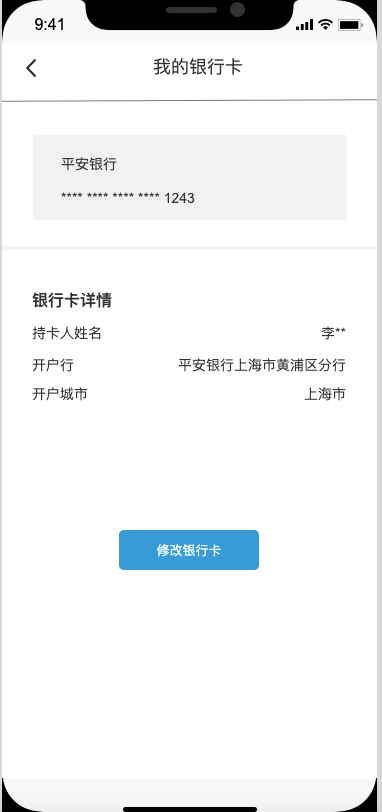 9:41
我的银行卡
平安银行
**** **** **** **** 1243
银行卡详情
持卡人姓名 李**
开户行 平安银行上海市黄浦区分行
开户城市 上海市
修改银行卡